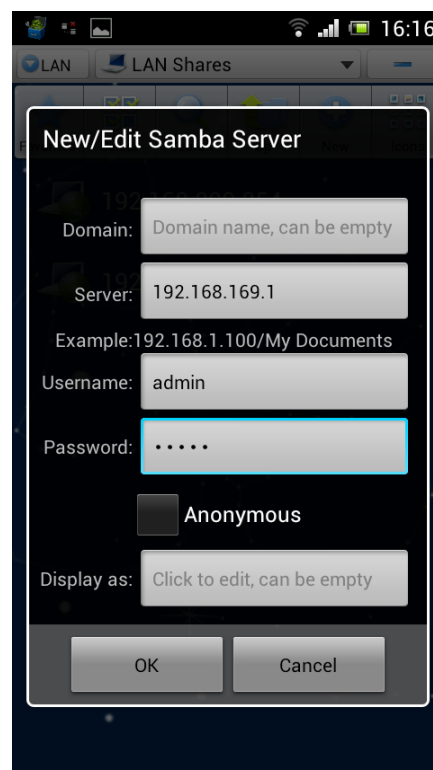 16:16
LAN
LAN Shares
New/Edit Samba Server
Domain: Domain name, can be empty
Server: 192.168.169.1
Example:192.168.1.100/My Documents
Username: admin
Password: •••••
Anonymous
Display as: Click to edit, can be empty
OK
Cancel